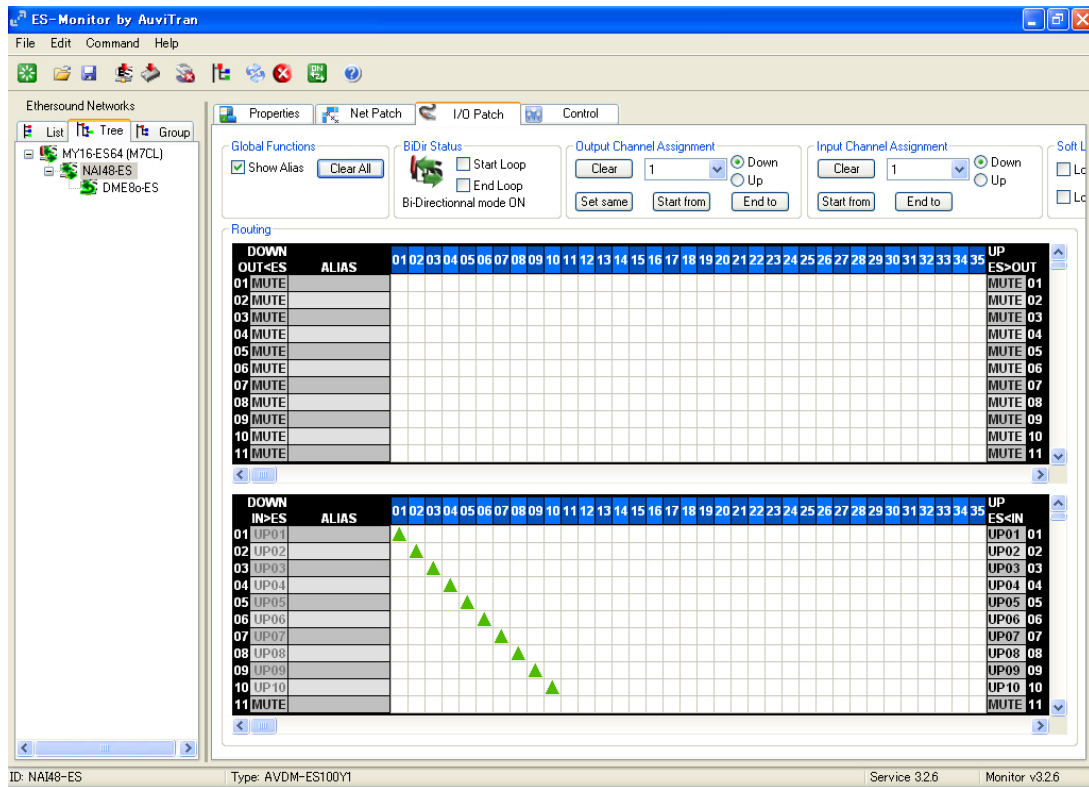 ES-Monitor by AuviTran
File Edit Command Help
Ethersound Networks
List Tree Group
MY16-ES64 (M7CL)
NAI48-ES
DME8o-ES
Properties Net Patch I/O Patch Control
Global Functions
Show Alias Clear All
BiDir Status
Start Loop
End Loop
Bi-Directionnal mode ON
Output Channel Assignment
Clear 1 Down
Up
Set same Start from End to
Input Channel Assignment
Clear 1 Down
Up
Start from End to
Soft L
Lo
Lo
Routing
DOWN UP
OUT<ES ALIAS 01 02 03 04 05 06 07 08 09 10 11 12 13 14 15 16 17 18 19 20 21 22 23 24 25 26 27 28 29 30 31 32 33 34 35 ES>OUT
01 MUTE MUTE 01
02 MUTE MUTE 02
03 MUTE MUTE 03
04 MUTE MUTE 04
05 MUTE MUTE 05
06 MUTE MUTE 06
07 MUTE MUTE 07
08 MUTE MUTE 08
09 MUTE MUTE 09
10 MUTE MUTE 10
11 MUTE MUTE 11
DOWN UP
IN>ES ALIAS 01 02 03 04 05 06 07 08 09 10 11 12 13 14 15 16 17 18 19 20 21 22 23 24 25 26 27 28 29 30 31 32 33 34 35 ES<IN
01 UP01 UP01 01
02 UP02 UP02 02
03 UP03 UP03 03
04 UP04 UP04 04
05 UP05 UP05 05
06 UP06 UP06 06
07 UP07 UP07 07
08 UP08 UP08 08
09 UP09 UP09 09
10 UP10 UP10 10
11 MUTE MUTE 11
ID: NAI48-ES Type: AVDM-ES100Y1 Service 3.2.6 Monitor v3.2.6